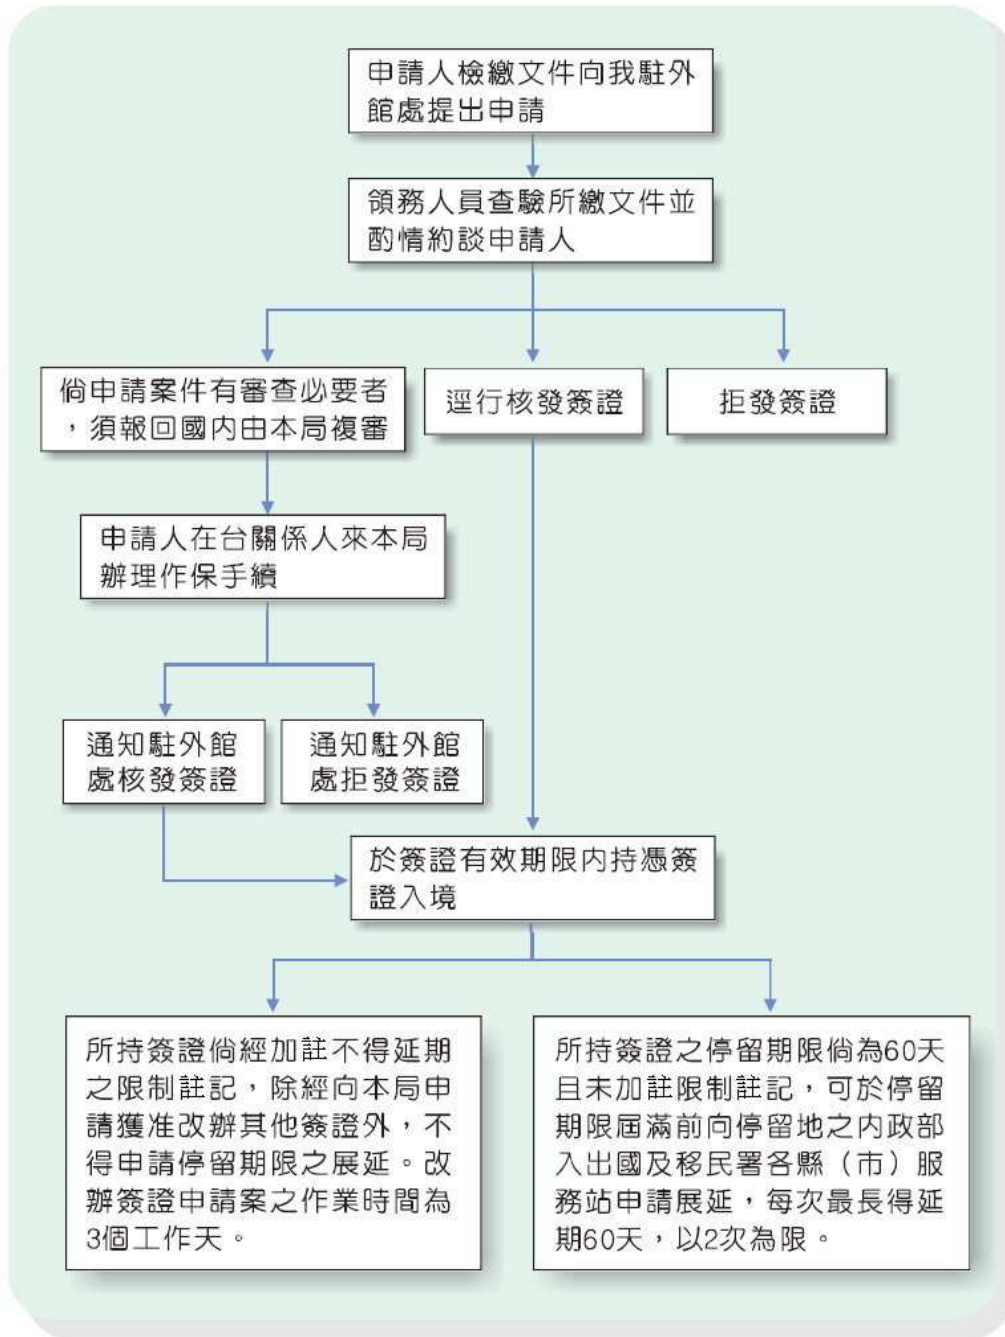 申請人檢繳文件向我駐外
館處提出申請
領務人員查驗所繳文件並
酌情約談申請人
倘申請案件有審查必要者
，須報回國內由本局複審
逕行核發簽證
拒發簽證
申請人在台關係人來本局
辦理作保手續
通知駐外館
處核發簽證
通知駐外館
處拒發簽證
於簽證有效期限內持憑簽
證入境
所持簽證倘經加註不得延期
之限制註記，除經向本局申
請獲准改辦其他簽證外，不
得申請停留期限之展延。改
辦簽證申請案之作業時間為
3個工作天。
所持簽證之停留期限倘為60天
且未加註限制註記，可於停留
期限屆滿前向停留地之內政部
入出國及移民署各縣（市）服
務站申請展延，每次最長得延
期60天，以2次為限。